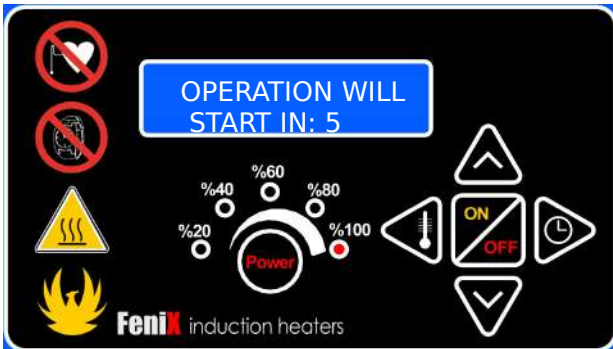 OPERATION WILL
START IN: 5
%60
%40
%80
%20
%100
Power
ON
OFF
FeniX induction heaters